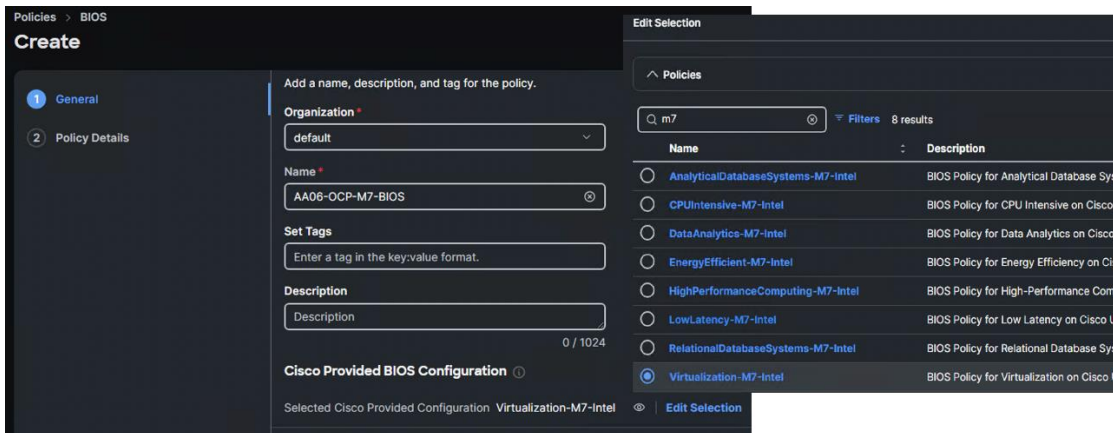 Policies > BIOS
Create
1 General
2 Policy Details
Add a name, description, and tag for the policy.
Organization *
default
Name *
AA06-OCP-M7-BIOS
Set Tags
Enter a tag in the key:value format.
Description
Description
0 / 1024
Cisco Provided BIOS Configuration
Selected Cisco Provided Configuration Virtualization-M7-Intel | Edit Selection
Edit Selection
Policies
m7 Filters 8 results
Name Description
AnalyticalDatabaseSystems-M7-Intel BIOS Policy for Analytical Database Sys
CPUIntensive-M7-Intel BIOS Policy for CPU Intensive on Cisco
DataAnalytics-M7-Intel BIOS Policy for Data Analytics on Cisco
EnergyEfficient-M7-Intel BIOS Policy for Energy Efficiency on Ci
HighPerformanceComputing-M7-Intel BIOS Policy for High-Performance Com
LowLatency-M7-Intel BIOS Policy for Low Latency on Cisco U
RelationalDatabaseSystems-M7-Intel BIOS Policy for Relational Database Sy
Virtualization-M7-Intel BIOS Policy for Virtualization on Cisco U